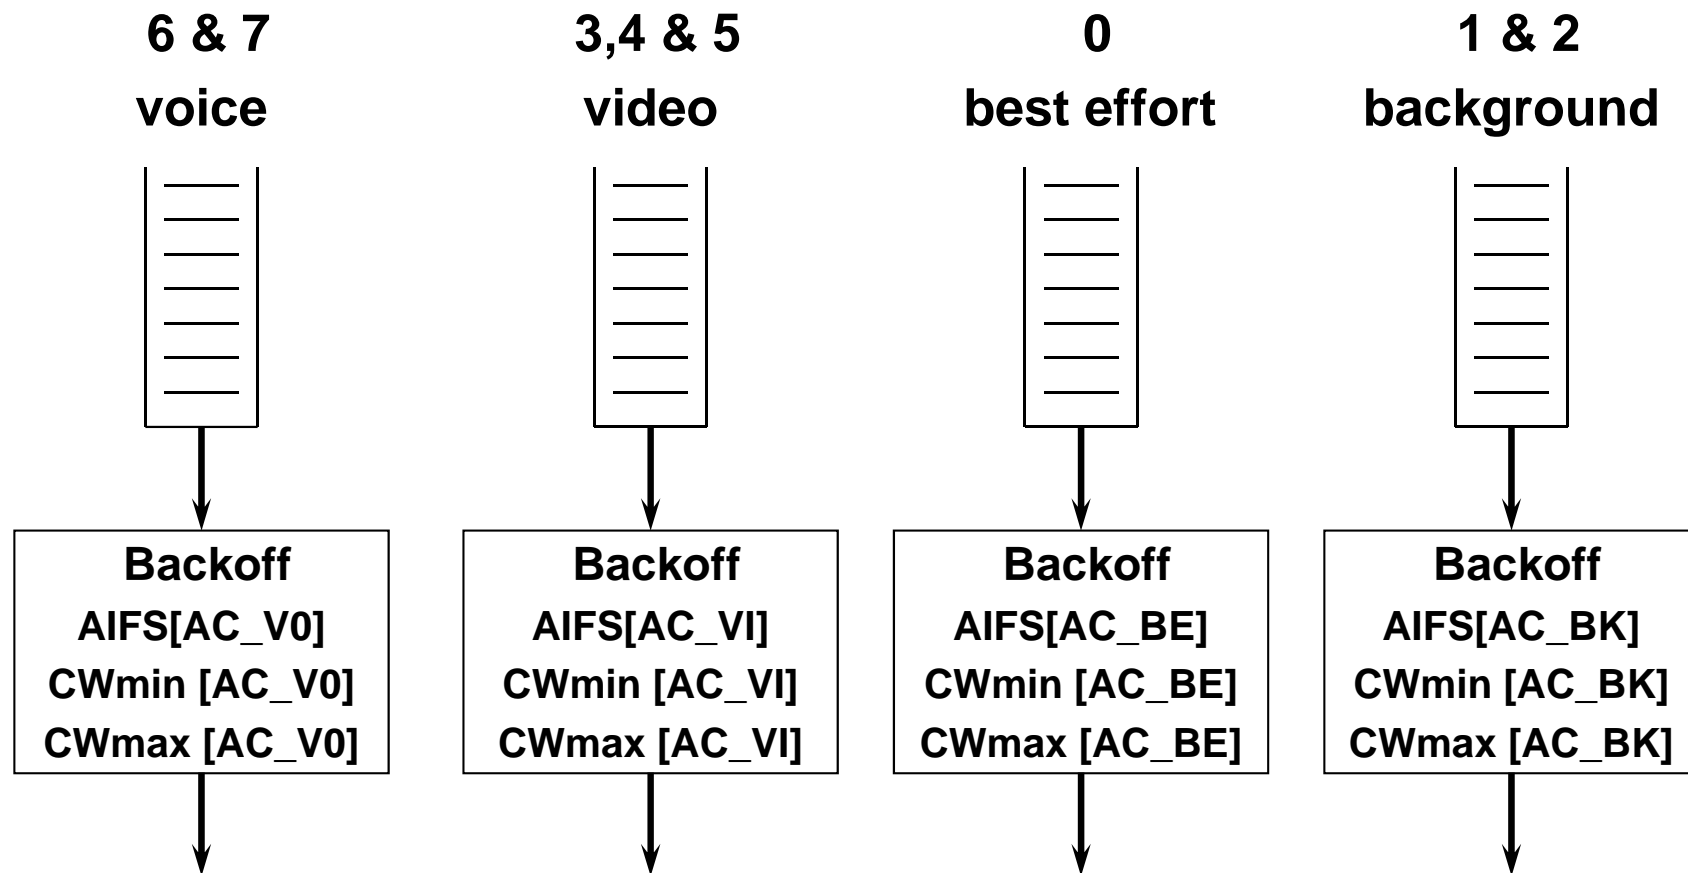 6 & 7
voice
3,4 & 5
video
0
best effort
1 & 2
background
Backoff
AIFS[AC_V0]
CWmin [AC_V0]
CWmax [AC_V0]
Backoff
AIFS[AC_VI]
CWmin [AC_VI]
CWmax [AC_VI]
Backoff
AIFS[AC_BE]
CWmin [AC_BE]
CWmax [AC_BE]
Backoff
AIFS[AC_BK]
CWmin [AC_BK]
CWmax [AC_BK]